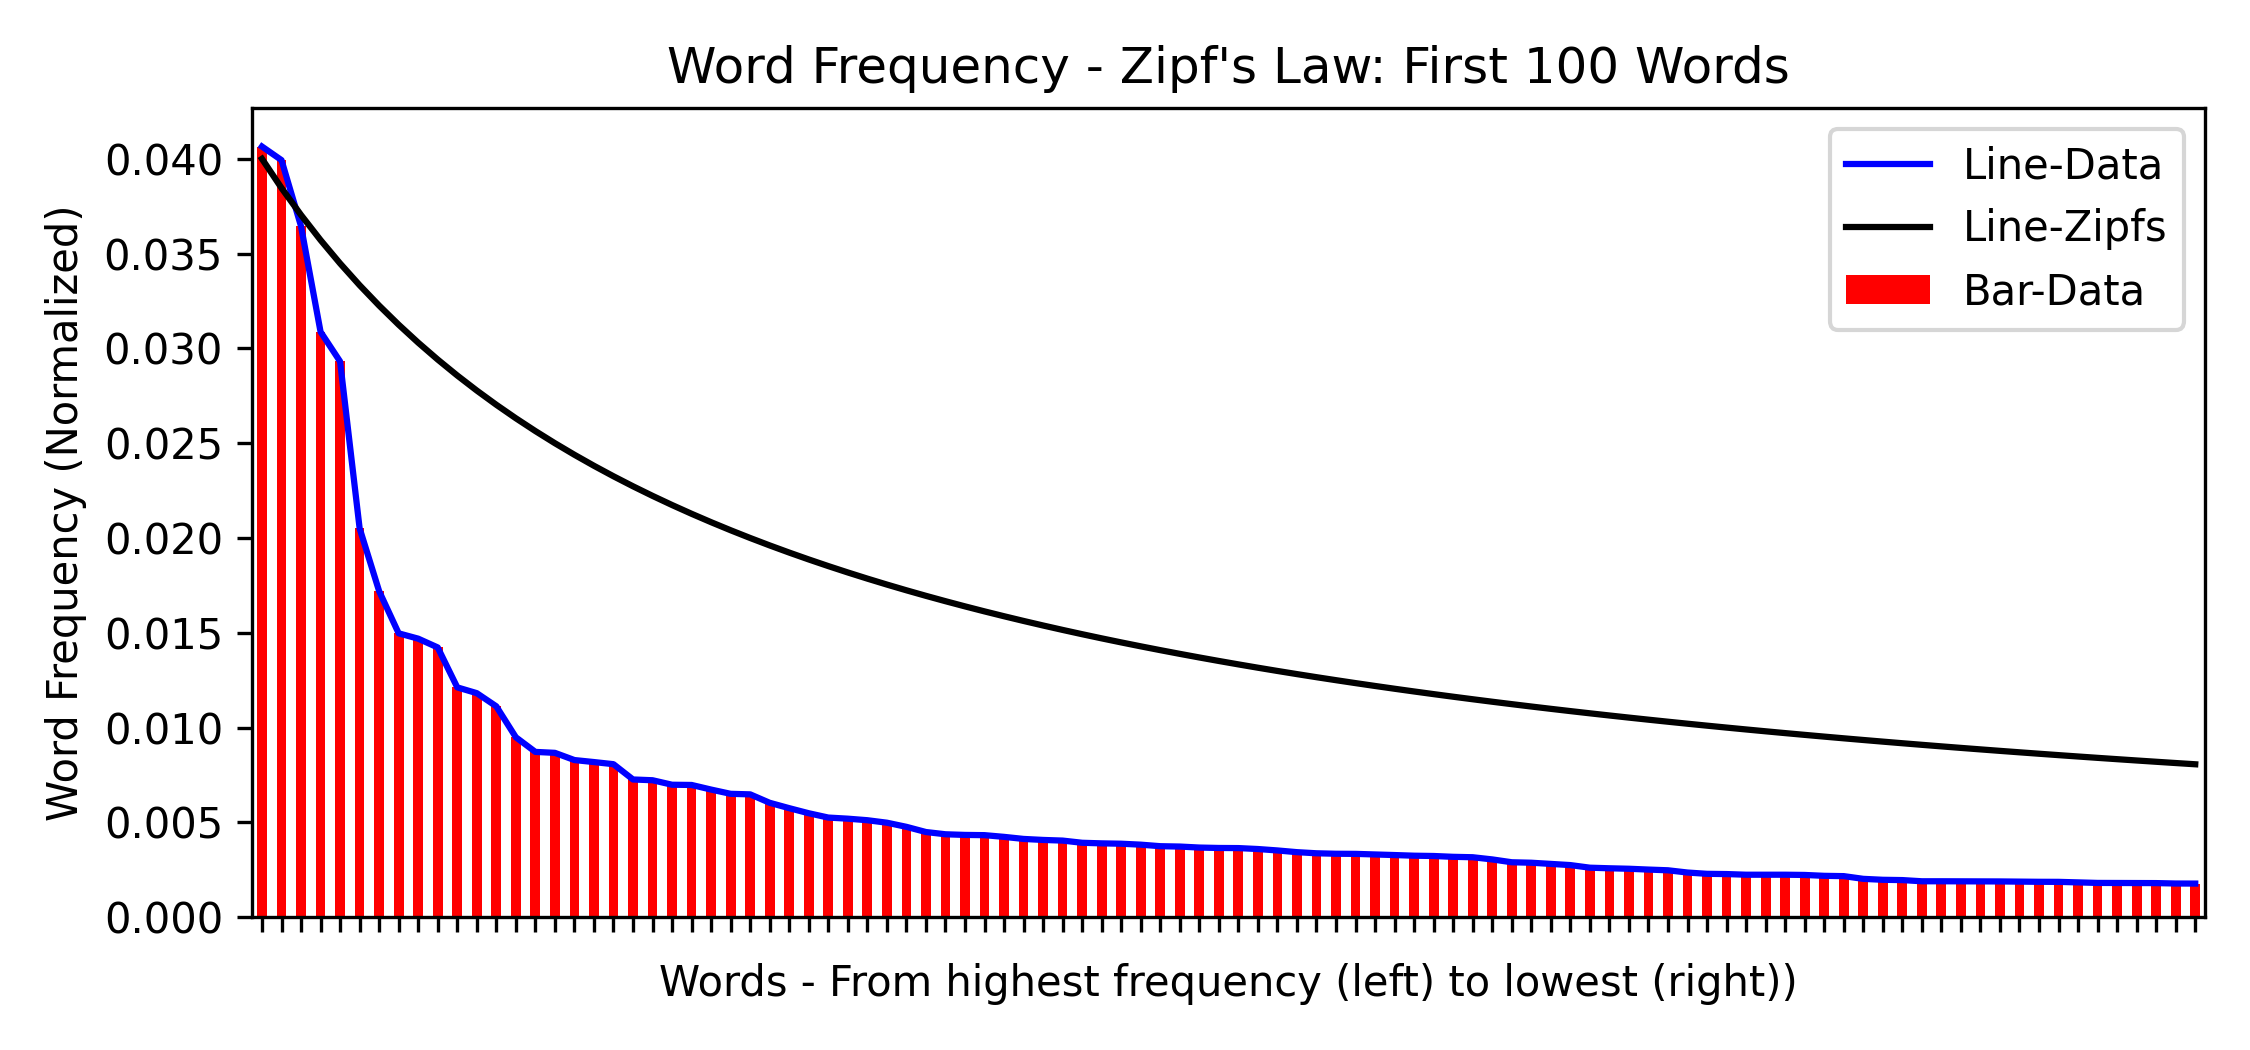 Word Frequency - Zipf's Law: First 100 Words
Line-Data
Line-Zipfs
Bar-Data
Word Frequency (Normalized)
0.040
0.035
0.030
0.025
0.020
0.015
0.010
0.005
0.000
Words - From highest frequency (left) to lowest (right))